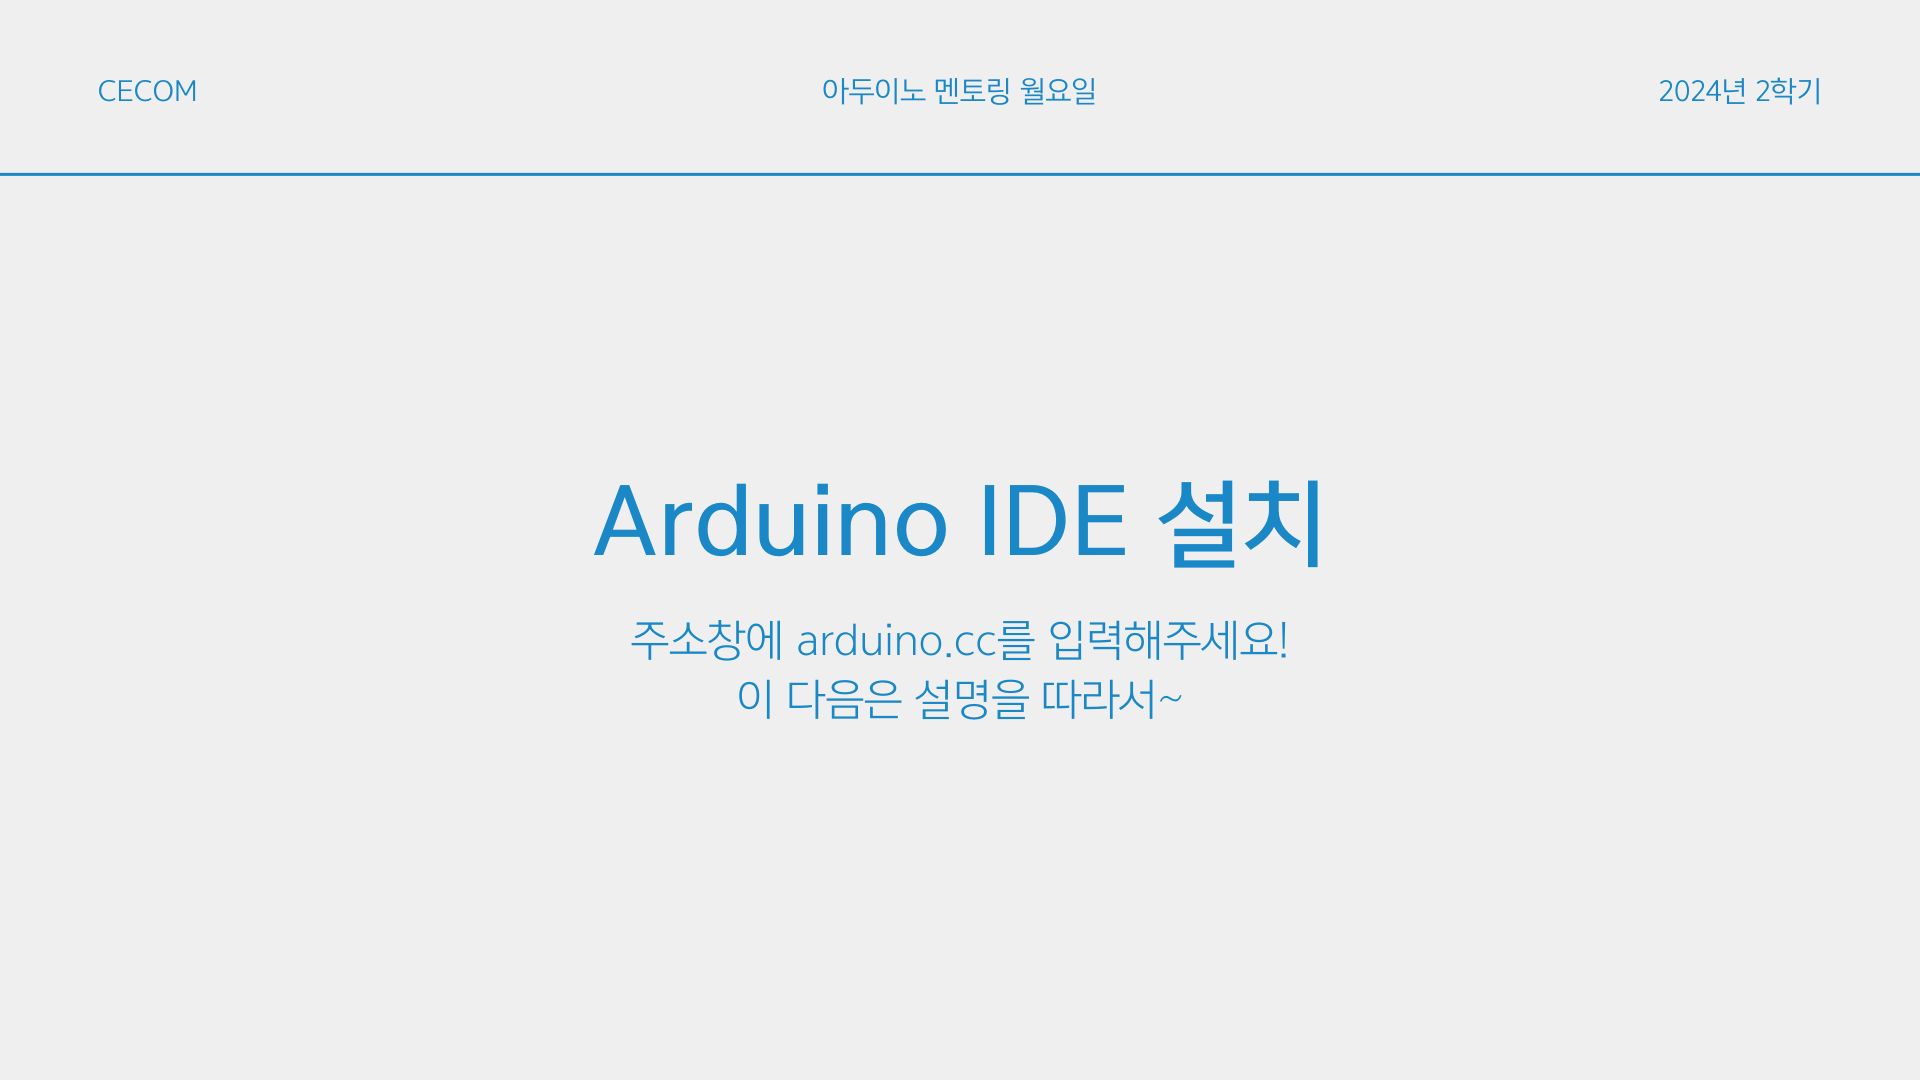 CECOM
아두이노 멘토링 월요일
2024년 2학기
Arduino IDE 설치
주소창에 arduino.cc를 입력해주세요!
이 다음은 설명을 따라서~